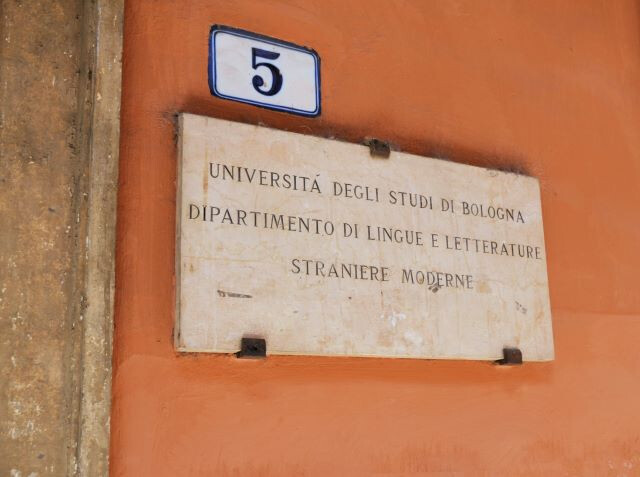 5
UNIVERSITÁ DEGLI STUDI DI BOLOGNA
DIPARTIMENTO DI LINGUE E LETTERATURE
STRANIERE MODERNE